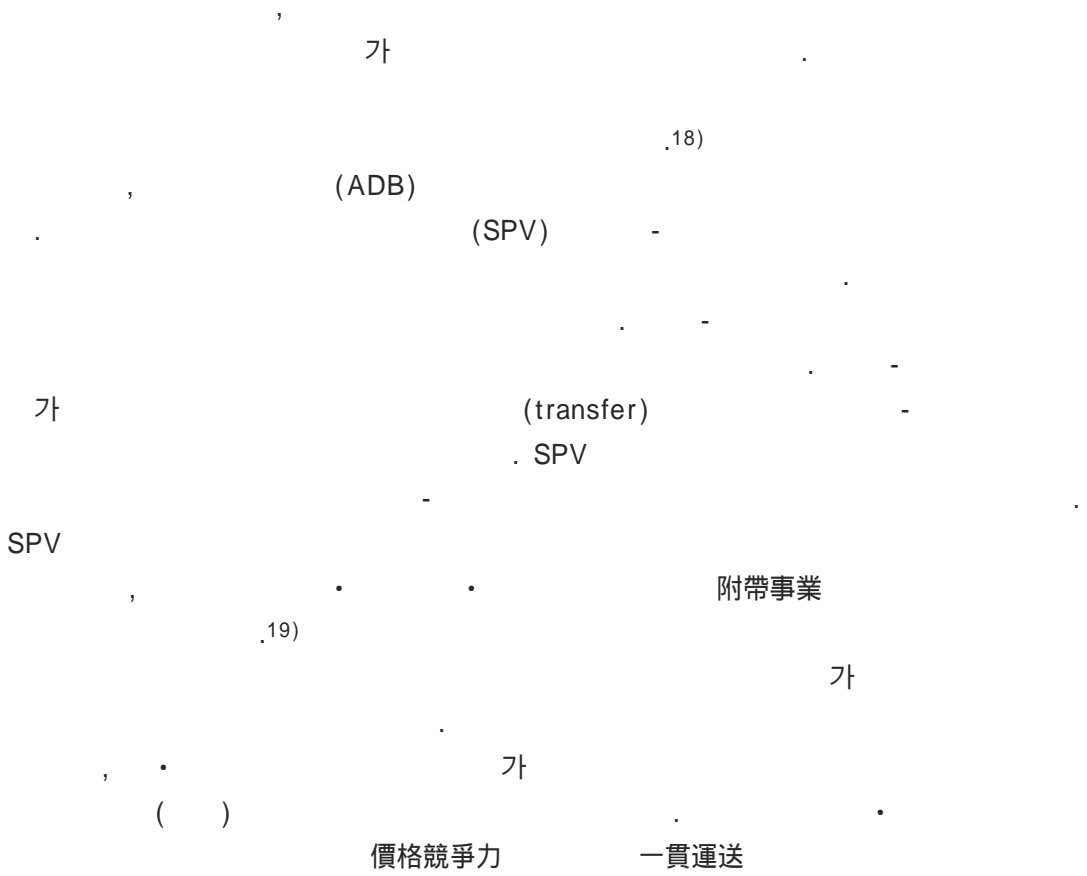 ,
가 .
.18)
, (ADB)
. (SPV) -
.
. -
. -
가 (transfer) -
. SPV
- .
SPV
, · · 附帶事業
.19)
가
.
, · 가
( ) . ·
價格競爭力 一貫運送